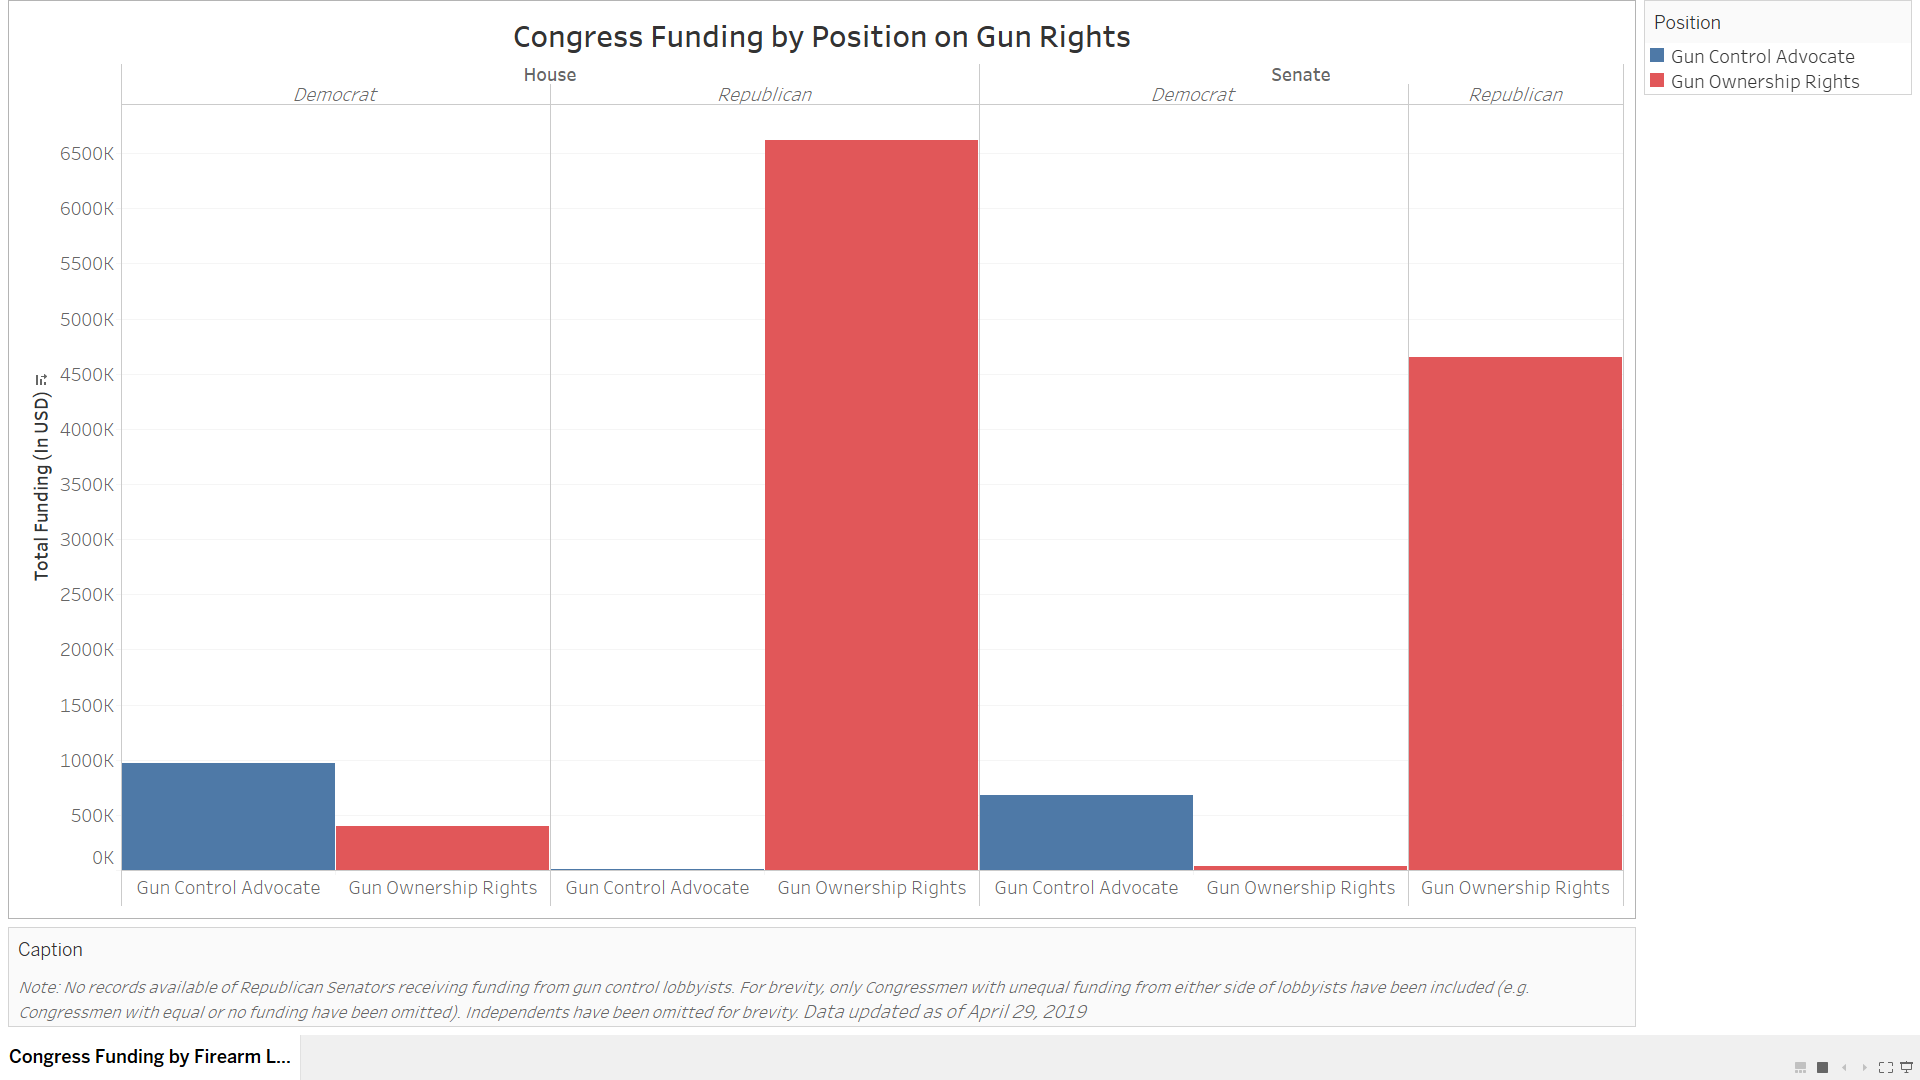 Congress Funding by Position on Gun Rights
House
Senate
Democrat
Republican
Democrat
Republican
6500K
6000K
5500K
5000K
4500K
4000K
3500K
3000K
2500K
2000K
1500K
1000K
500K
0K
Total Funding (In USD)
Gun Control Advocate
Gun Ownership Rights
Gun Control Advocate
Gun Ownership Rights
Gun Control Advocate
Gun Ownership Rights
Gun Ownership Rights
Position
Gun Control Advocate
Gun Ownership Rights
Caption
Note: No records available of Republican Senators receiving funding from gun control lobbyists. For brevity, only Congressmen with unequal funding from either side of lobbyists have been included (e.g.
Congressmen with equal or no funding have been omitted). Independents have been omitted for brevity. Data updated as of April 29, 2019
Congress Funding by Firearm L...